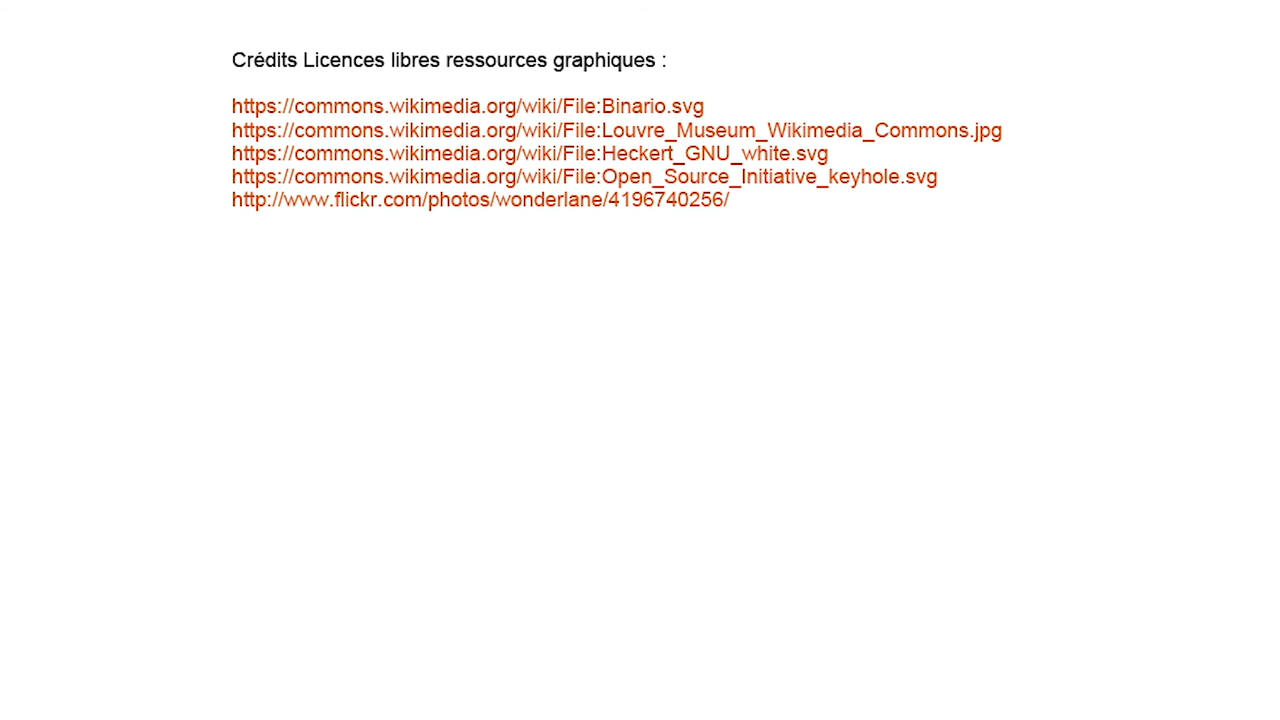 Crédits Licences libres ressources graphiques :
https://commons.wikimedia.org/wiki/File:Binario.svg
https://commons.wikimedia.org/wiki/File:Louvre_Museum_Wikimedia_Commons.jpg
https://commons.wikimedia.org/wiki/File:Heckert_GNU_white.svg
https://commons.wikimedia.org/wiki/File:Open_Source_Initiative_keyhole.svg
http://www.flickr.com/photos/wonderlane/4196740256/